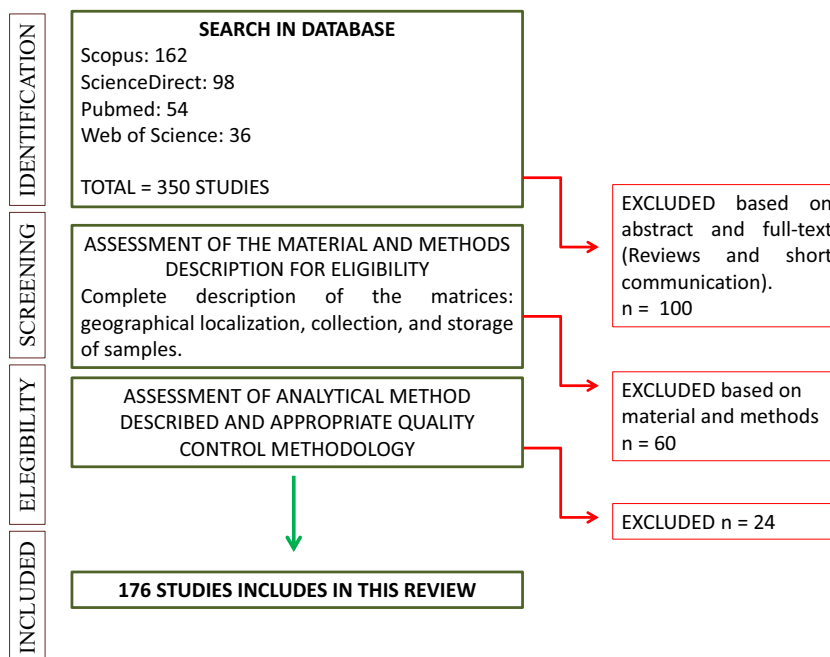 IDENTIFICATION
SEARCH IN DATABASE
Scopus: 162
ScienceDirect: 98
Pubmed: 54
Web of Science: 36
TOTAL = 350 STUDIES
EXCLUDED based on
abstract and full-text
(Reviews and short
communication).
n = 100
SCREENING
ASSESSMENT OF THE MATERIAL AND METHODS
DESCRIPTION FOR ELIGIBILITY
Complete description of the matrices:
geographical localization, collection, and storage
of samples.
EXCLUDED based on
material and methods
n = 60
ELEGIBILITY
ASSESSMENT OF ANALYTICAL METHOD
DESCRIBED AND APPROPRIATE QUALITY
CONTROL METHODOLOGY
EXCLUDED n = 24
INCLUDED
176 STUDIES INCLUDES IN THIS REVIEW